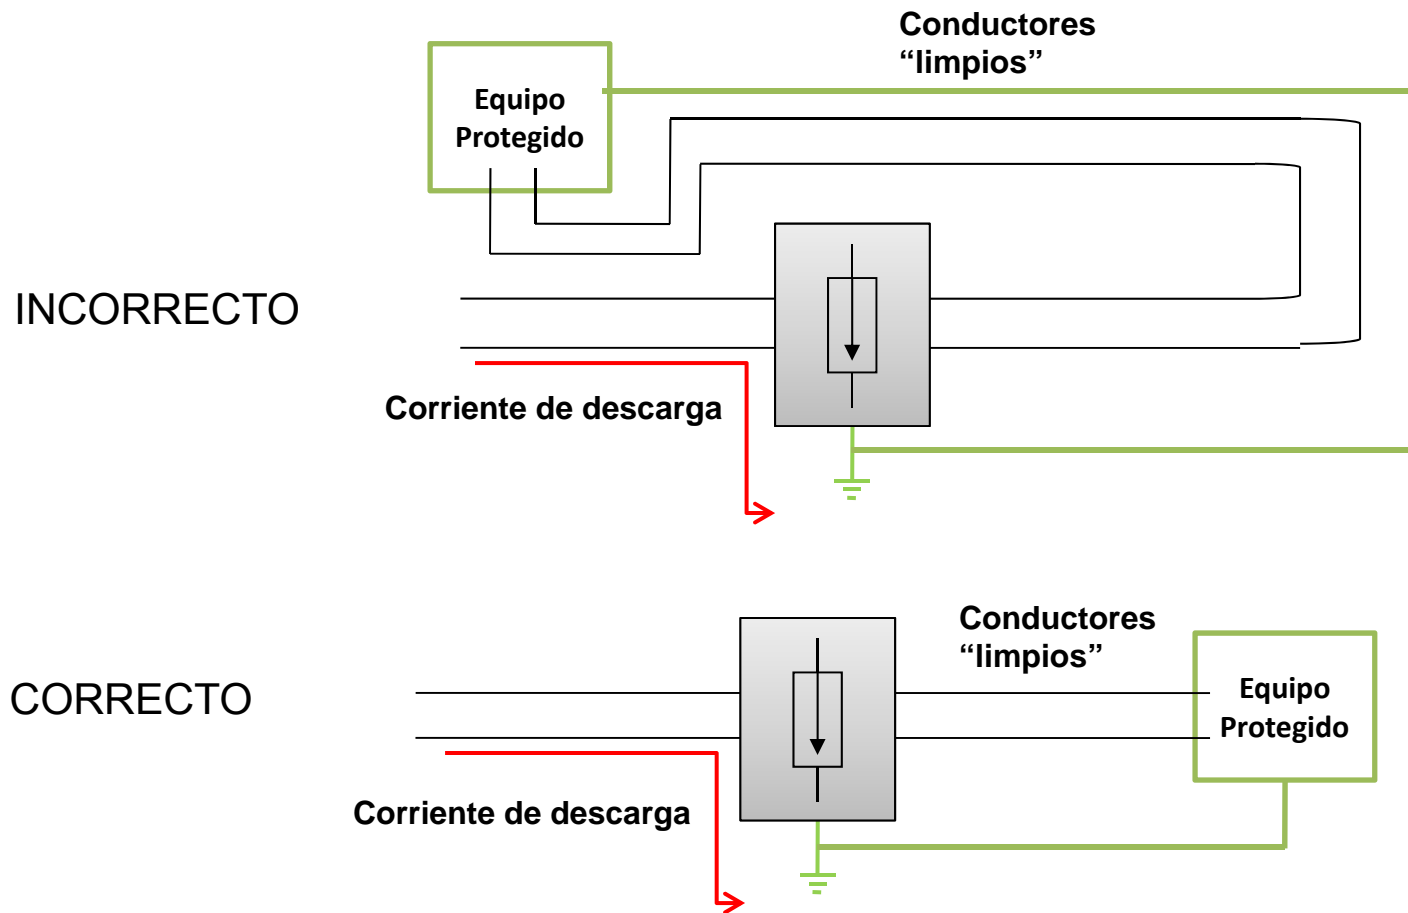 Conductores
“limpios”
Equipo
Protegido
INCORRECTO
Corriente de descarga
Conductores
“limpios”
Equipo
Protegido
CORRECTO
Corriente de descarga